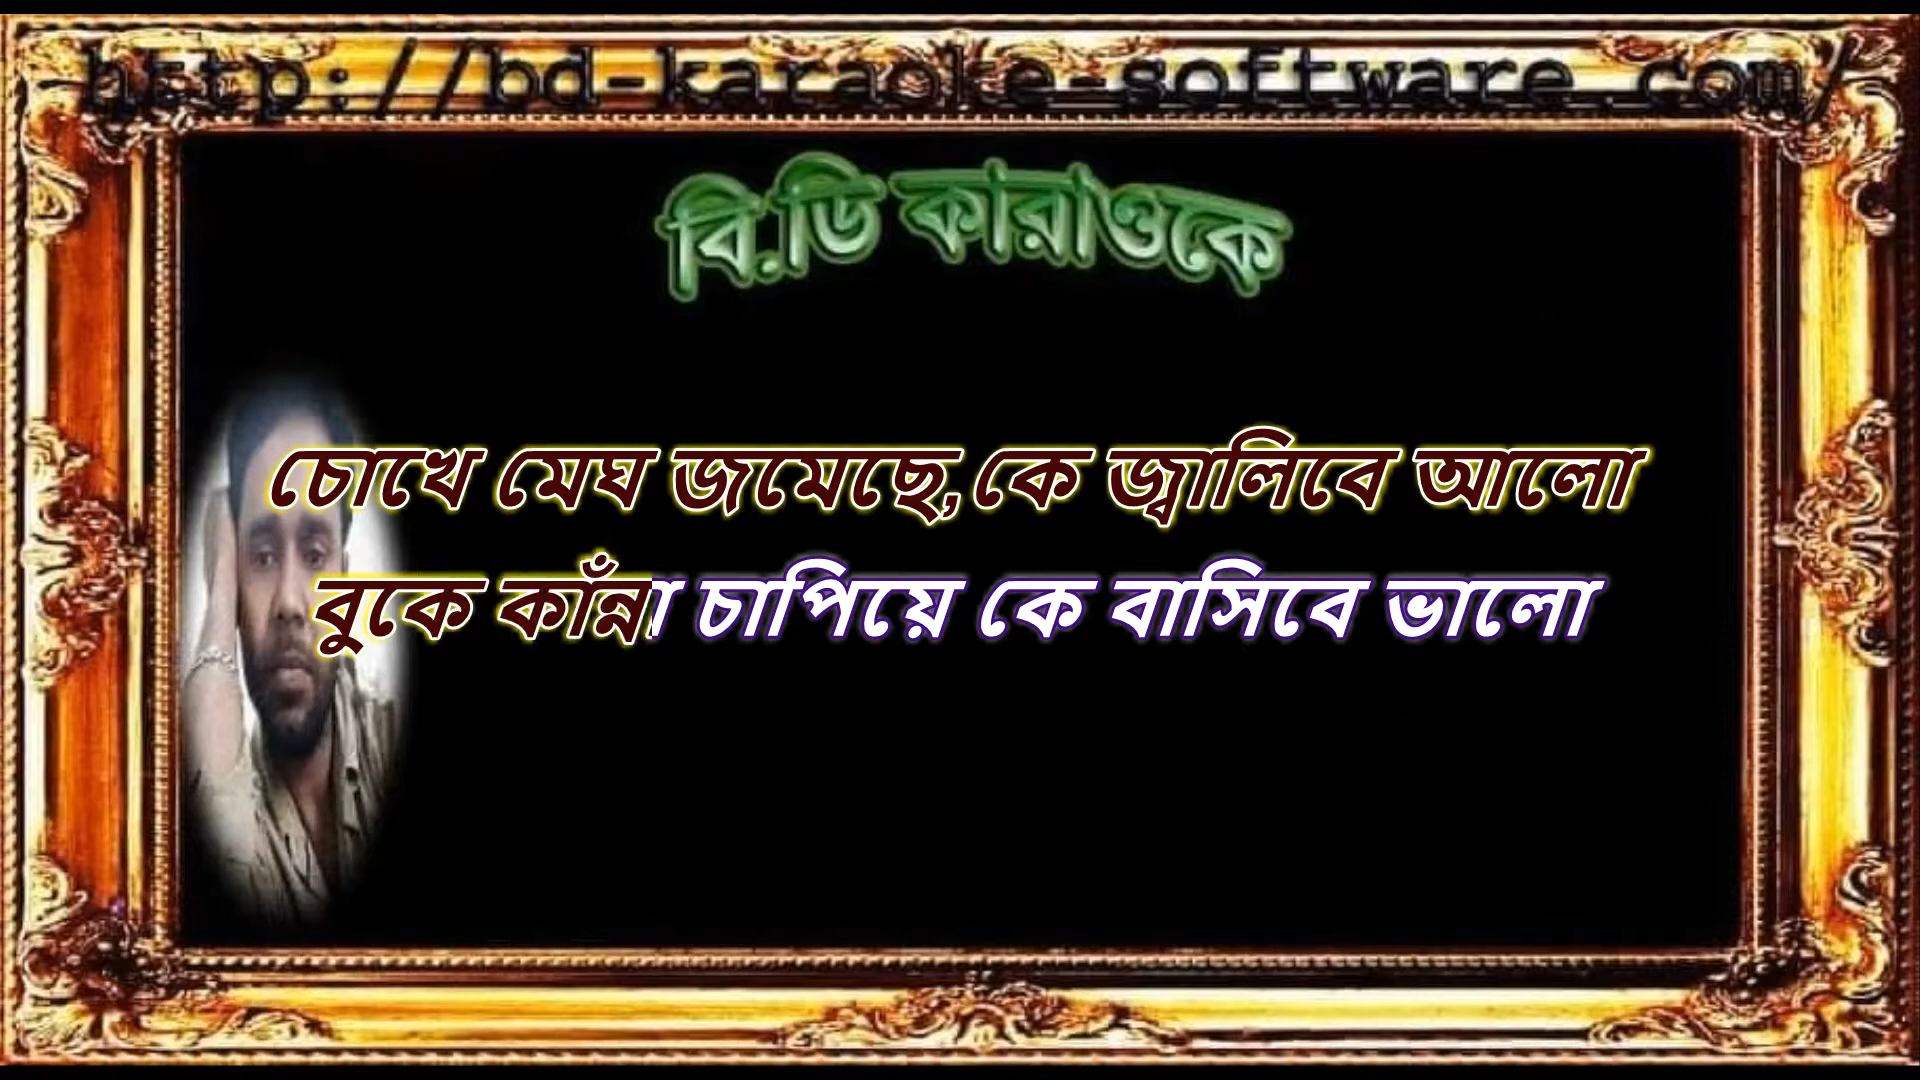 http://bd-karaoke-software.com/
বি.ডি কারাওকে
চোখে মেঘ জমেছে,কে জ্বালিবে আলো
বুকে কাঁন্না চাপিয়ে কে বাসিবে ভালো